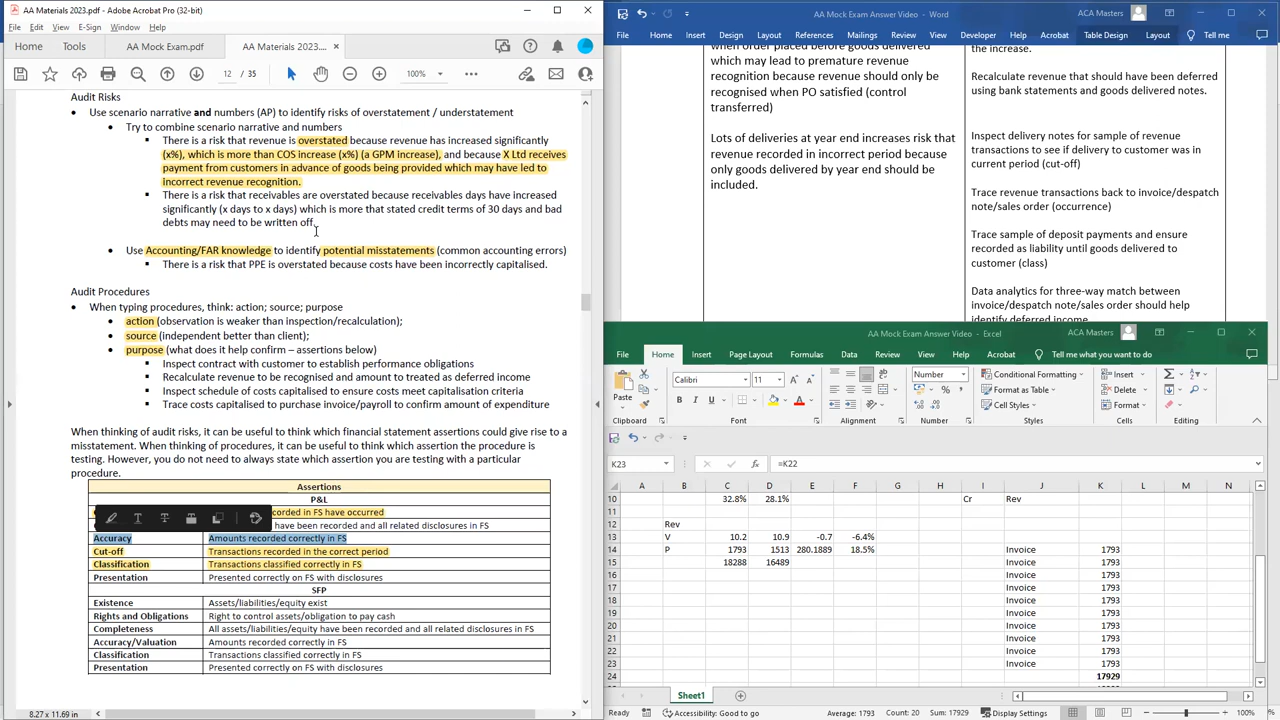 AA Materials 2023.pdf - Adobe Acrobat Pro (32-bit)
File Edit View E-Sign Window Help
Home Tools AA Mock Exam.pdf AA Materials 2023.... ×
12 / 35 100%
Audit Risks
Use scenario narrative and numbers (AP) to identify risks of overstatement / understatement
Try to combine scenario narrative and numbers
There is a risk that revenue is overstated because revenue has increased significantly
(x%), which is more than COS increase (x%) (a GPM increase), and because X Ltd receives
payment from customers in advance of goods being provided which may have led to
incorrect revenue recognition.
There is a risk that receivables are overstated because receivables days have increased
significantly (x days to x days) which is more that stated credit terms of 30 days and bad
debts may need to be written off.
Use Accounting/FAR knowledge to identify potential misstatements (common accounting errors)
There is a risk that PPE is overstated because costs have been incorrectly capitalised.
Audit Procedures
When typing procedures, think: action; source; purpose
action (observation is weaker than inspection/recalculation);
source (independent better than client);
purpose (what does it help confirm – assertions below)
Inspect contract with customer to establish performance obligations
Recalculate revenue to be recognised and amount to treated as deferred income
Inspect schedule of costs capitalised to ensure costs meet capitalisation criteria
Trace costs capitalised to purchase invoice/payroll to confirm amount of expenditure
When thinking of audit risks, it can be useful to think which financial statement assertions could give rise to a
misstatement. When thinking of procedures, it can be useful to think which assertion the procedure is
testing. However, you do not need to always state which assertion you are testing with a particular
procedure.
Assertions
P&L
corded in FS have occurred
have been recorded and all related disclosures in FS
Accuracy Amounts recorded correctly in FS
Cut-off Transactions recorded in the correct period
Classification Transactions classified correctly in FS
Presentation Presented correctly on FS with disclosures
SFP
Existence Assets/liabilities/equity exist
Rights and Obligations Right to control assets/obligation to pay cash
Completeness All assets/liabilities/equity have been recorded and all related disclosures in FS
Accuracy/Valuation Amounts recorded correctly in FS
Classification Transactions classified correctly in FS
Presentation Presented correctly on FS with disclosures
8.27 x 11.69 in
AA Mock Exam Answer Video - Word ACA Masters
File Home Insert Design Layout References Mailings Review View Developer Help Acrobat Table Design Layout Tell me
when order placed before goods delivered
which may lead to premature revenue
recognition because revenue should only be
recognised when PO satisfied (control
transferred)
Lots of deliveries at year end increases risk that
revenue recorded in incorrect period because
only goods delivered by year end should be
included.
the increase.
Recalculate revenue that should have been deferred
using bank statements and goods delivered notes.
Inspect delivery notes for sample of revenue
transactions to see if delivery to customer was in
current period (cut-off)
Trace revenue transactions back to invoice/despatch
note/sales order (occurrence)
Trace sample of deposit payments and ensure
recorded as liability until goods delivered to
customer (class)
Data analytics for three-way match between
invoice/despatch note/sales order should help
identify deferred income.
AA Mock Exam Answer Video - Excel ACA Masters
File Home Insert Page Layout Formulas Data Review View Help Acrobat Tell me what you want to do
Paste Calibri 11 B I U Number % Conditional Formatting Format as Table Cell Styles Insert Delete Format
Clipboard Font Alignment Number Styles Cells Editing
K23 =K22
A B C D E F G H I J K L M N
10 32.8% 28.1% Cr Rev
11
12 Rev
13 V 10.2 10.9 -0.7 -6.4%
14 P 1793 1513 280.1889 18.5% Invoice 1793
15 18288 16489 Invoice 1793
16 Invoice 1793
17 Invoice 1793
18 Invoice 1793
19 Invoice 1793
20 Invoice 1793
21 Invoice 1793
22 Invoice 1793
23 Invoice 1793
24 17929
Sheet1
Ready Accessibility: Good to go Average: 1793 Count: 20 Sum: 17929 Display Settings